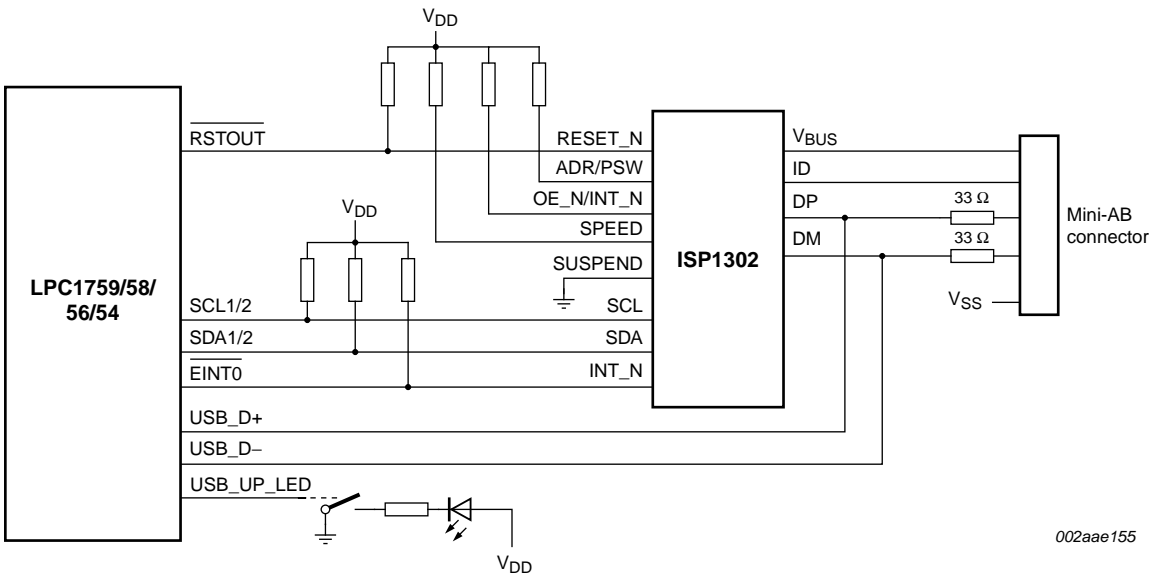 VDD
RSTOUT
RESET_N
ADR/PSW
OE_N/INT_N
SPEED
SUSPEND
VDD
LPC1759/58/
56/54
SCL1/2
SCL
SDA1/2
SDA
EINT0
INT_N
USB_D+
USB_D−
USB_UP_LED
VDD
ISP1302
VBUS
ID
DP
33 Ω
DM
33 Ω
VSS
Mini-AB
connector
002aae155